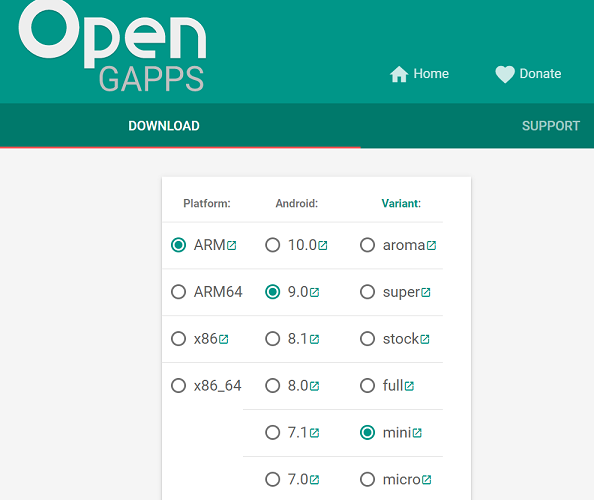 Open
GAPPS
Home Donate
DOWNLOAD SUPPORT
Platform: Android: Variant:
ARM 10.0 aroma
ARM64 9.0 super
x86 8.1 stock
x86_64 8.0 full
7.1 mini
7.0 micro